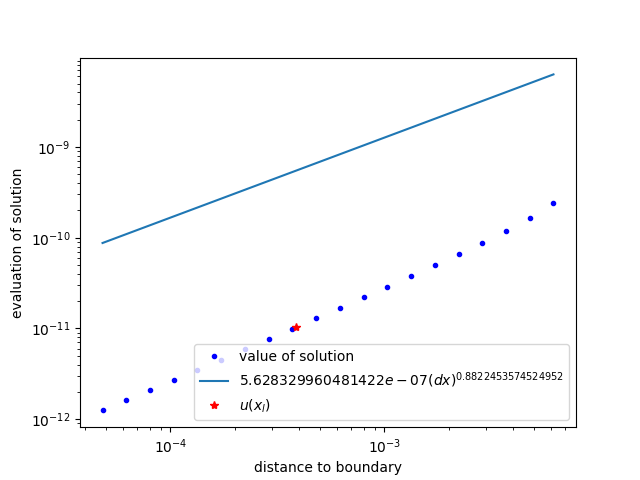 10⁻⁹
10⁻¹⁰
10⁻¹¹
10⁻¹²
evaluation of solution
value of solution
5.628329960481422e − 07(dx)^0.8822453574524952
u(x_l)
10⁻⁴ 10⁻³
distance to boundary